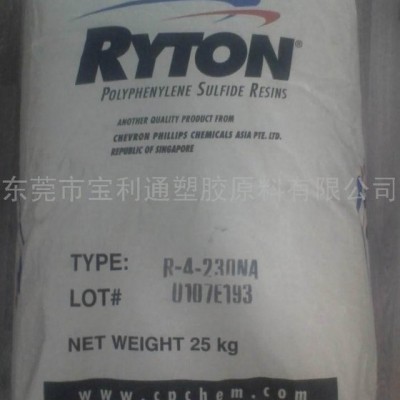 RYTON®
POLYPHENYLENE SULFIDE RESINS
ANOTHER QUALITY PRODUCT FROM
CHEVRON PHILLIPS CHEMICALS ASIA PTE. LTD.
REPUBLIC OF SINGAPORE
东莞市宝利通塑胶原料有限公司
TYPE: R-4-230NA
LOT# 0107E193
NET WEIGHT 25 kg
www.cpchem.com